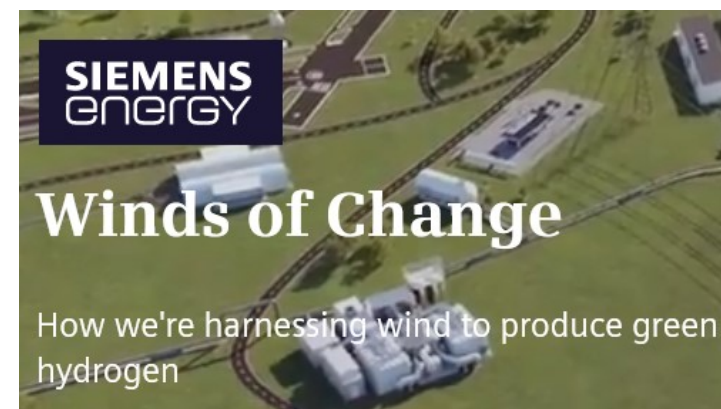 SIEMENS
energy
Winds of Change
How we're harnessing wind to produce green
hydrogen